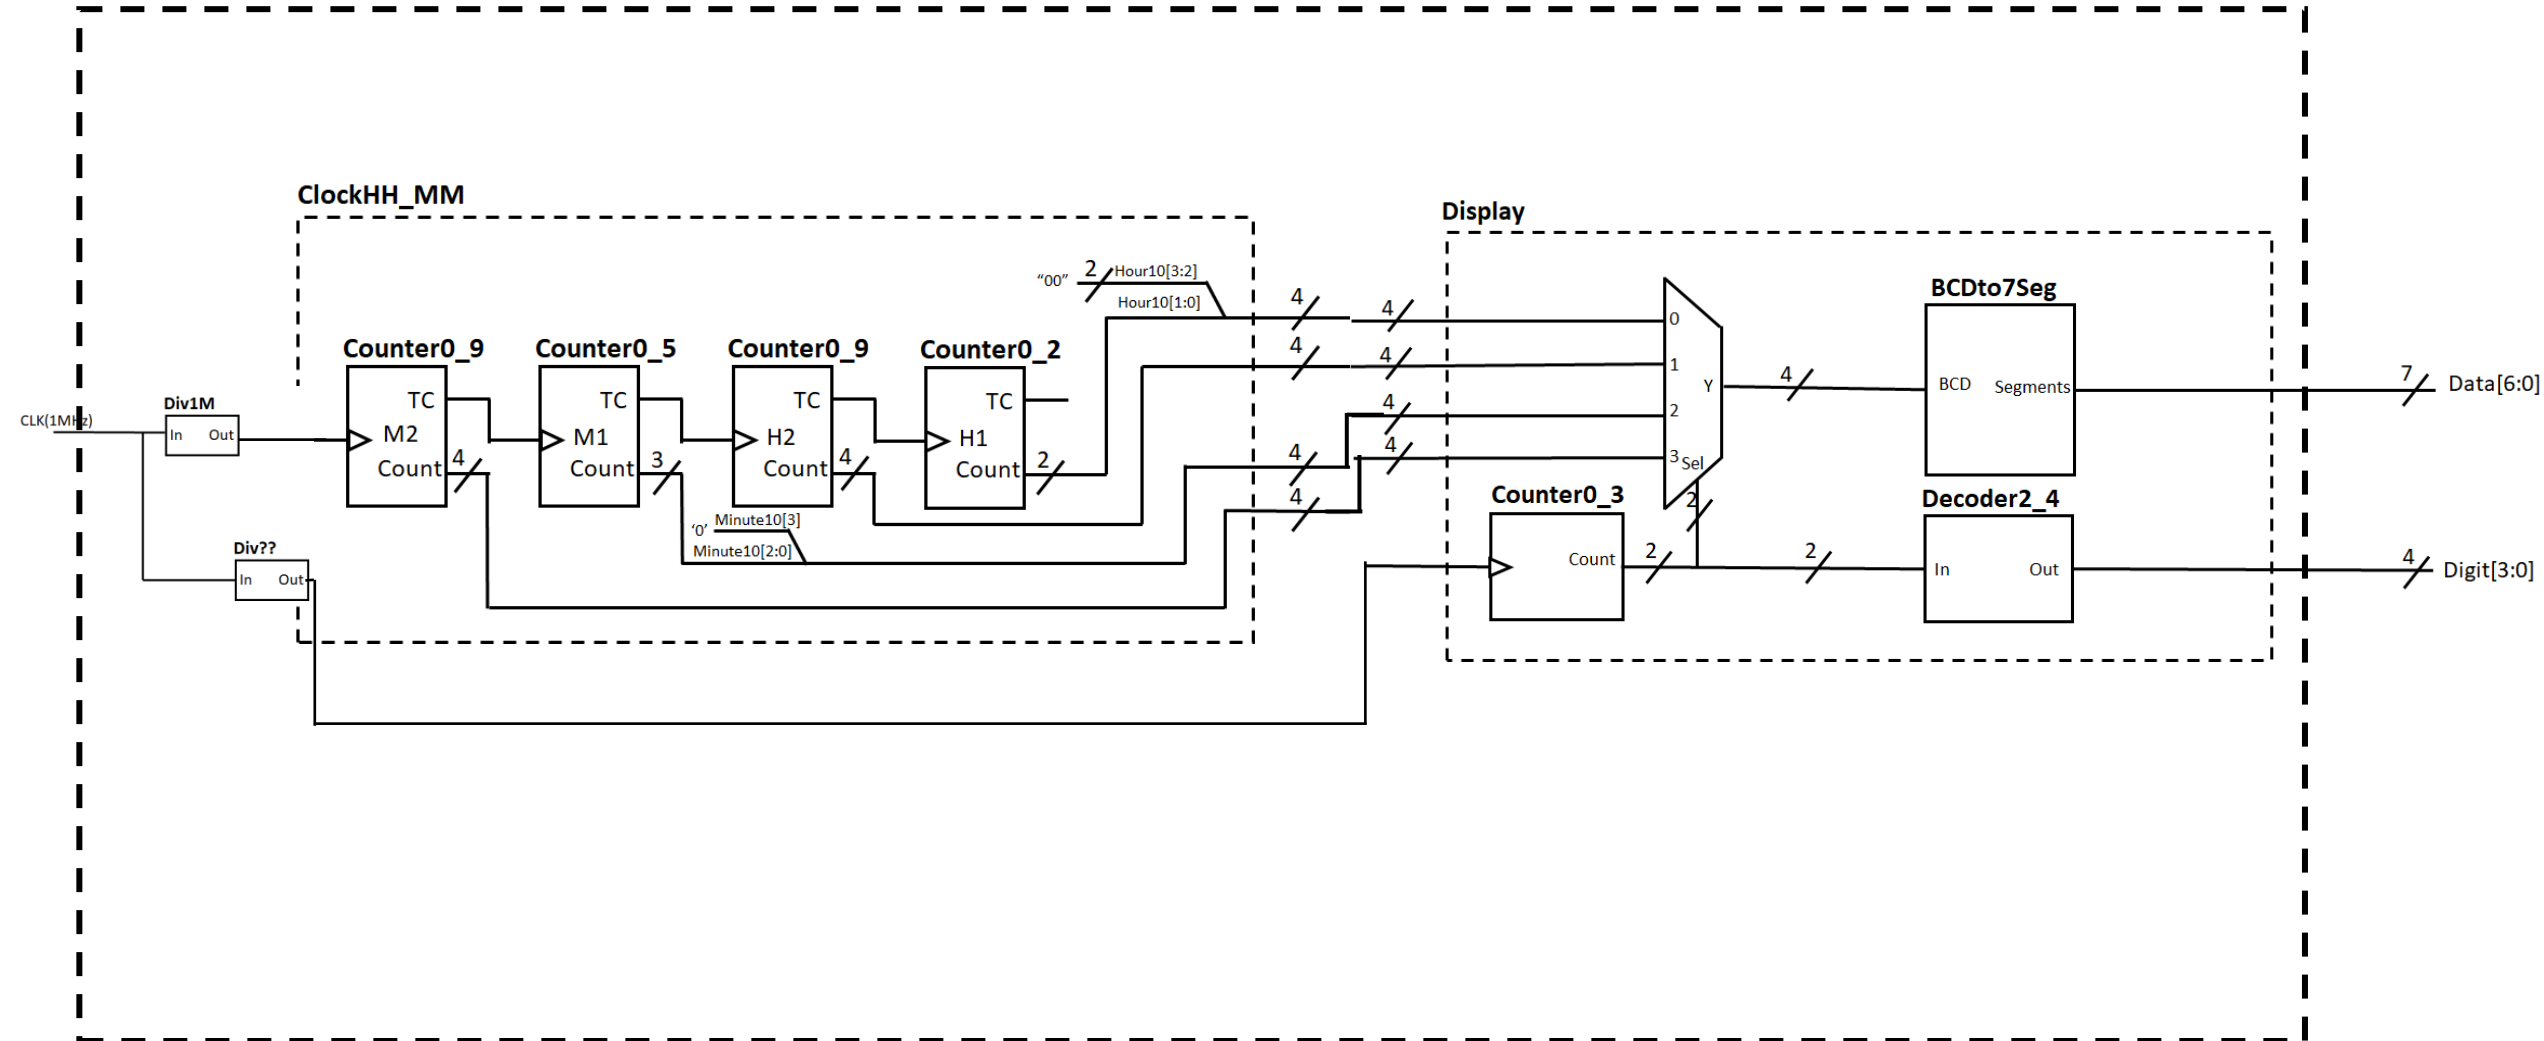 ClockHH_MM
Display
"00"
2
Hour10[3:2]
Hour10[1:0]
4
4
0
4
4
1
4
2
4
4
3
4
Sel
Y
2
4
BCDto7Seg
BCD
Segments
7
Data[6:0]
Counter0_9
TC
M2
Count
4
Counter0_5
TC
M1
Count
3
Counter0_9
TC
H2
Count
4
Counter0_2
TC
H1
Count
2
CLK(1MHz)
Div1M
In
Out
'0'
Minute10[3]
Minute10[2:0]
Div??
In
Out
Counter0_3
Count
2
2
Decoder2_4
In
Out
4
Digit[3:0]